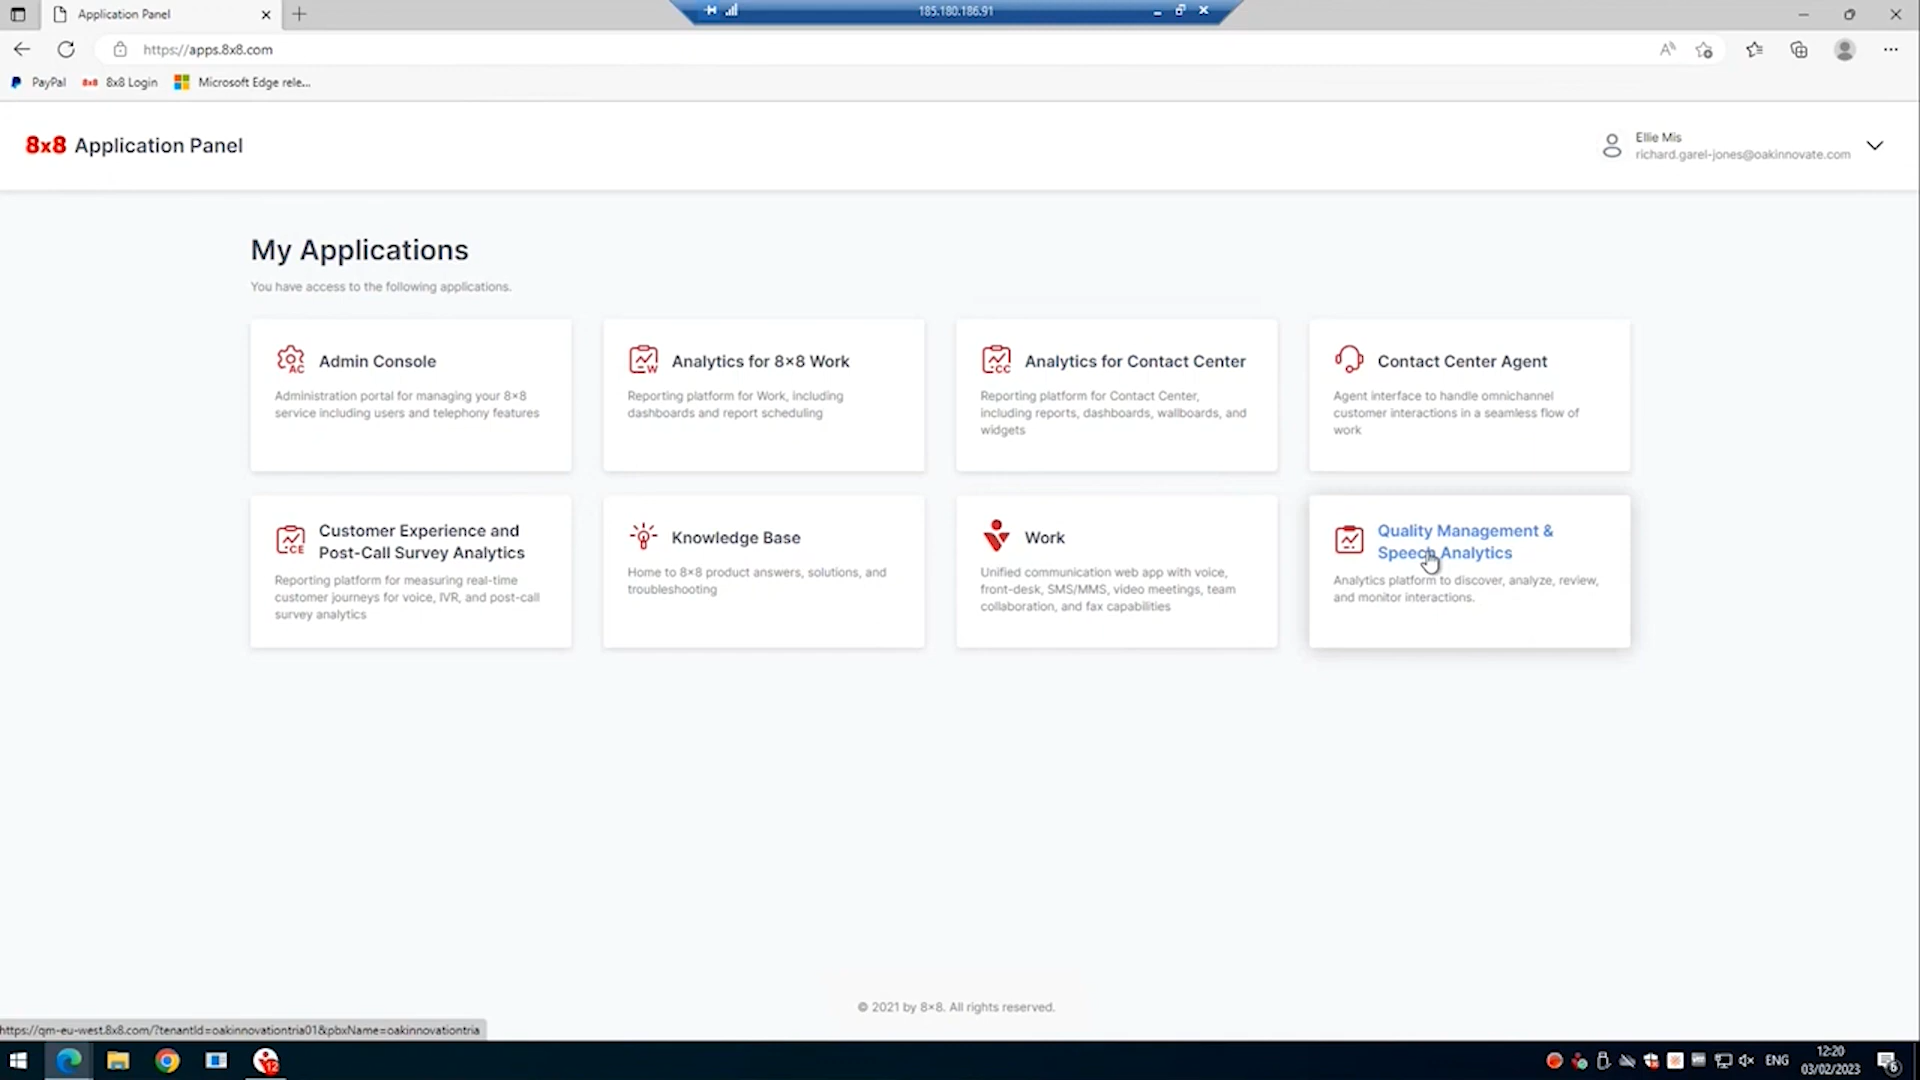 Application Panel
185.180.186.91
https://apps.8x8.com
PayPal
8x8 8x8 Login
Microsoft Edge rele...
8x8 Application Panel
Ellie Mis
richard.garel-jones@oakinnovate.com
My Applications
You have access to the following applications.
AC
Admin Console
Administration portal for managing your 8×8
service including users and telephony features
W
Analytics for 8×8 Work
Reporting platform for Work, including
dashboards and report scheduling
CC
Analytics for Contact Center
Reporting platform for Contact Center,
including reports, dashboards, wallboards, and
widgets
Contact Center Agent
Agent interface to handle omnichannel
customer interactions in a seamless flow of
work
CE
Customer Experience and
Post-Call Survey Analytics
Reporting platform for measuring real-time
customer journeys for voice, IVR, and post-call
survey analytics
Knowledge Base
Home to 8×8 product answers, solutions, and
troubleshooting
Work
Unified communication web app with voice,
front-desk, SMS/MMS, video meetings, team
collaboration, and fax capabilities
Quality Management &
Speech Analytics
Analytics platform to discover, analyze, review,
and monitor interactions.
© 2021 by 8×8. All rights reserved.
https://qm-eu-west.8x8.com/?tenantId=oakinnovationtria01&pbxName=oakinnovationtria
12
ENG
12:20
03/02/2023
6